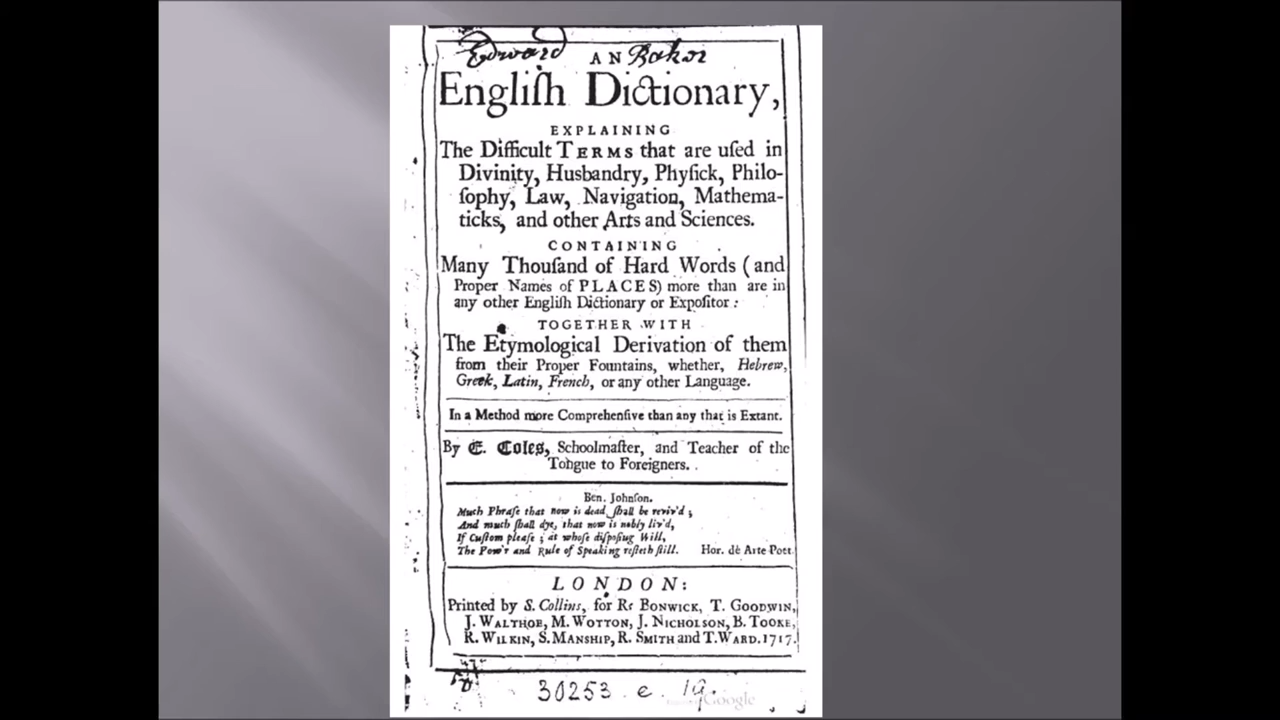 Edward AN Baker
Engliſh Dictionary,
EXPLAINING
The Difficult TERMS that are uſed in
Divinity, Husbandry, Phyſick, Philo-
ſophy, Law, Navigation, Mathema-
ticks, and other Arts and Sciences.
CONTAINING
Many Thouſand of Hard Words (and
Proper Names of PLACES) more than are in
any other Engliſh Dictionary or Expoſitor:
TOGETHER WITH
The Etymological Derivation of them
from their Proper Fountains, whether, Hebrew,
Greek, Latin, French, or any other Language.
In a Method more Comprehenſive than any that is Extant.
By E. Coles, Schoolmaſter, and Teacher of the
Tongue to Foreigners.
Ben. Johnſon.
Much Phraſe that now is dead, ſhall be reviv'd;
And much ſhall dye, that now is nobly liv'd,
If Cuſtom pleaſe; at whoſe diſpoſing Will,
The Pow'r and Rule of Speaking reſteth ſtill. Hor. de Arte Poet.
LONDON:
Printed by S. Collins, for R. BONWICK, T. GOODWIN,
J. WALTHOE, M. WOTTON, J. NICHOLSON, B. TOOKE,
R. WILKIN, S. MANSHIP, R. SMITH and T. WARD. 1717.
30253 e. 19.
Google